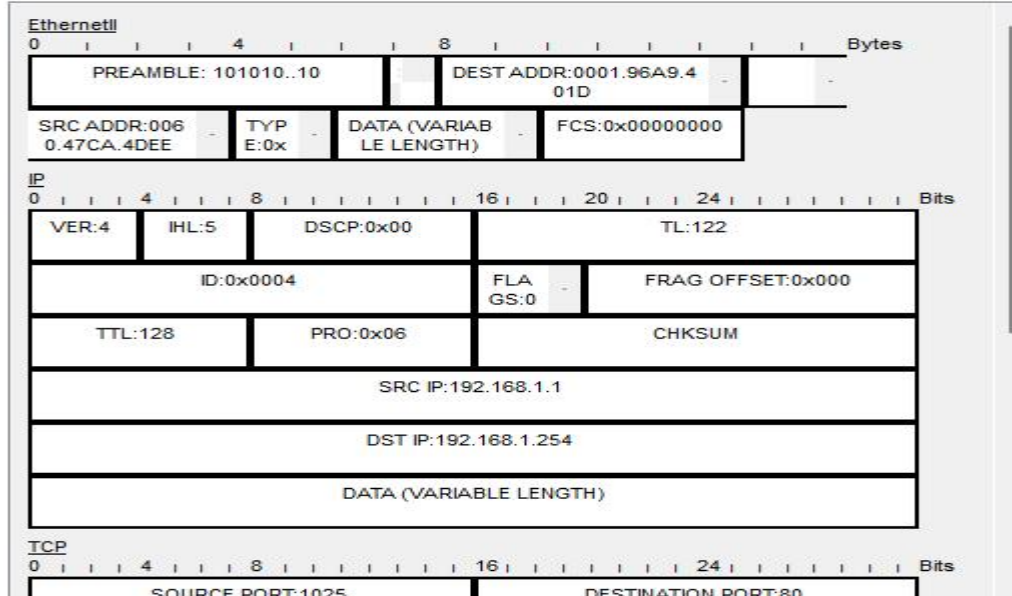 EthernetII
0 4 8 Bytes
PREAMBLE: 101010..10
DEST ADDR:0001.96A9.4
01D
SRC ADDR:006
0.47CA.4DEE
TYP
E:0x
DATA (VARIAB
LE LENGTH)
FCS:0x00000000
IP
0 4 8 16 20 24 Bits
VER:4 IHL:5 DSCP:0x00 TL:122
ID:0x0004
FLA
GS:0
FRAG OFFSET:0x000
TTL:128 PRO:0x06 CHKSUM
SRC IP:192.168.1.1
DST IP:192.168.1.254
DATA (VARIABLE LENGTH)
TCP
0 4 8 16 24 Bits
SOURCE PORT:1025 DESTINATION PORT:80